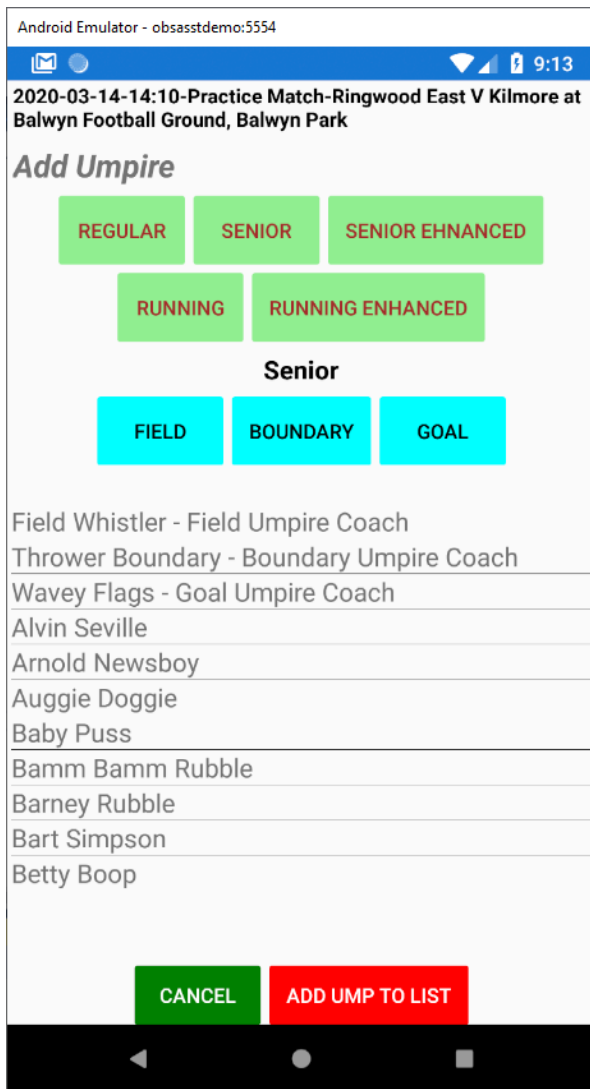 Android Emulator - obsasstdemo:5554
9:13
2020-03-14-14:10-Practice Match-Ringwood East V Kilmore at
Balwyn Football Ground, Balwyn Park
Add Umpire
REGULAR SENIOR SENIOR EHNANCED
RUNNING RUNNING ENHANCED
Senior
FIELD BOUNDARY GOAL
Field Whistler - Field Umpire Coach
Thrower Boundary - Boundary Umpire Coach
Wavey Flags - Goal Umpire Coach
Alvin Seville
Arnold Newsboy
Auggie Doggie
Baby Puss
Bamm Bamm Rubble
Barney Rubble
Bart Simpson
Betty Boop
CANCEL ADD UMP TO LIST